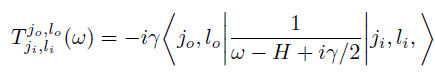 $T^{j_o,l_o}_{j_i,l_i}(\omega) = -i\gamma \left\langle j_o, l_o \left| \frac{1}{\omega - H + i\gamma/2} \right| j_i, l_i, \right\rangle$